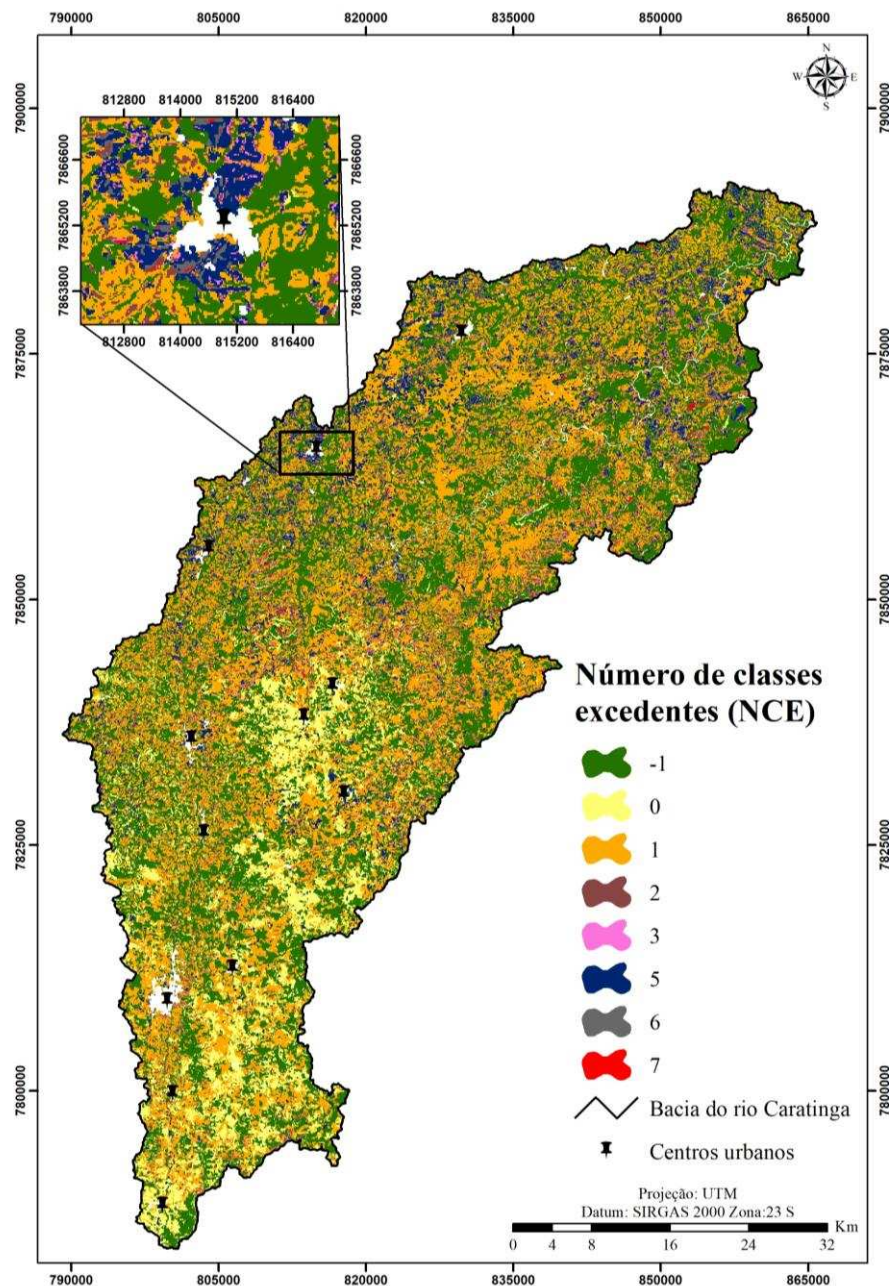 790000 805000 820000 835000 850000 865000
N
W E
S
812800 814000 815200 816400
7900000 7900000
7866600 7866600
7865200 7865200
7863800 7863800
812800 814000 815200 816400
7875000 7875000
7850000 7850000
Número de classes
excedentes (NCE)
-1
0
1
2
3
5
6
7
Bacia do rio Caratinga
Centros urbanos
7825000 7825000
7800000 7800000
Projeção: UTM
Datum: SIRGAS 2000 Zona:23 S
Km
0 4 8 16 24 32
790000 805000 820000 835000 850000 865000